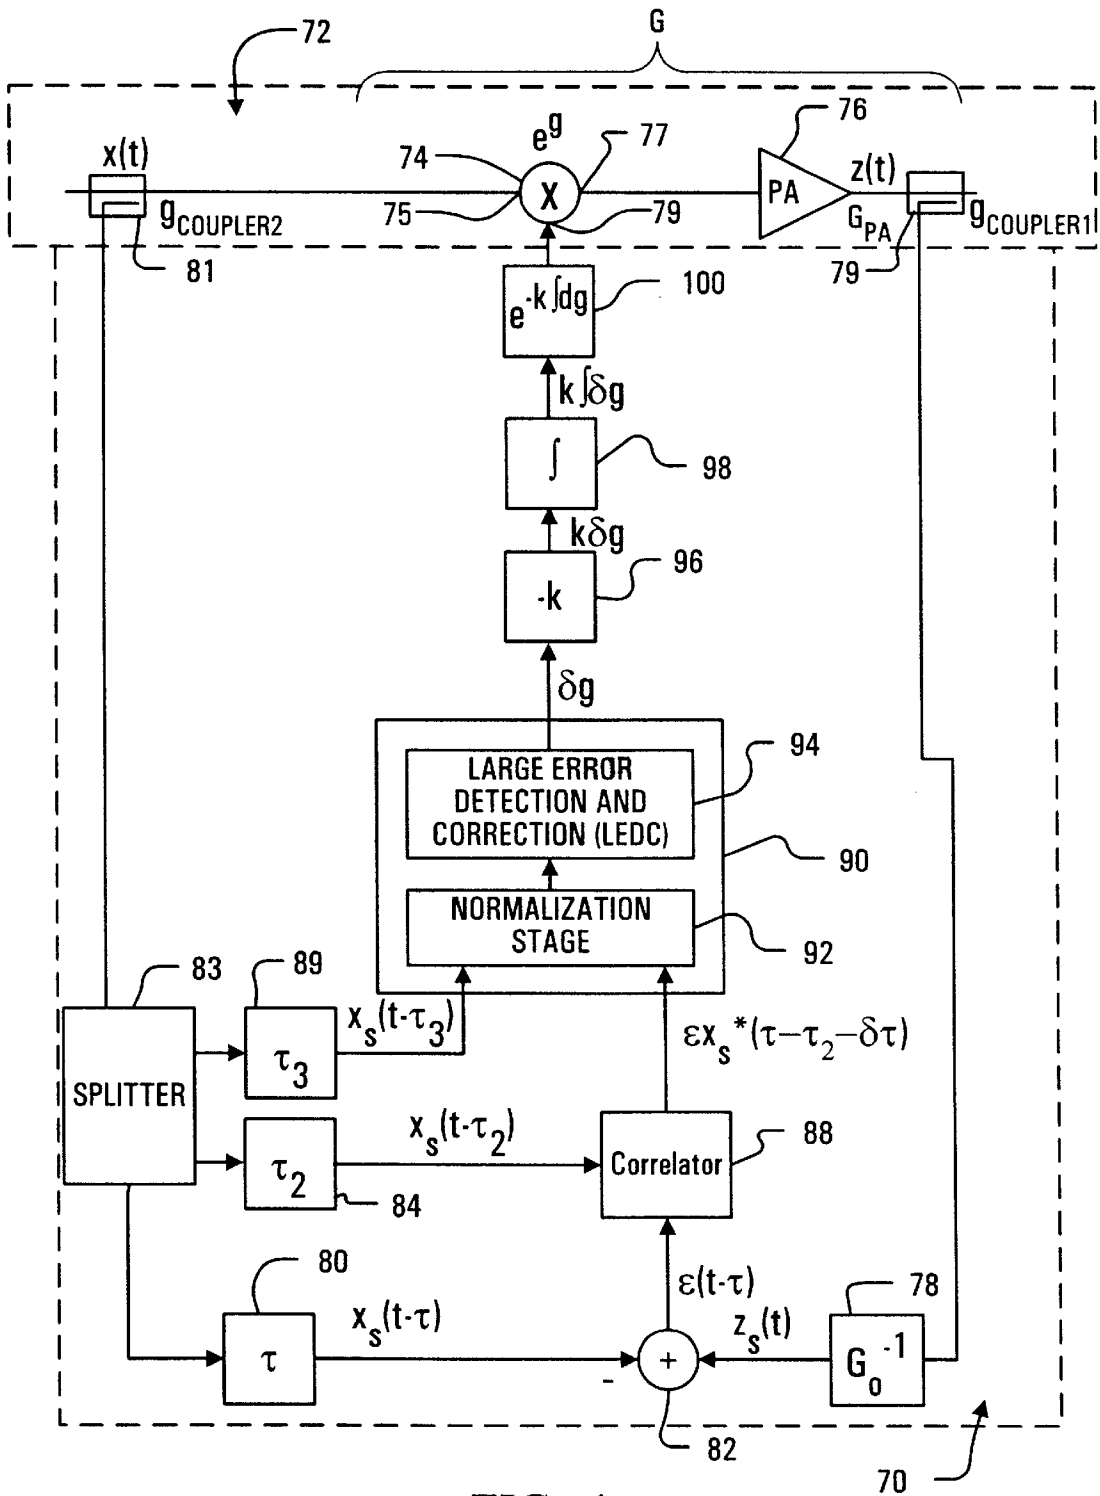 G
72
76
e^g
x(t)
74
77
z(t)
X
PA
75
79
g_COUPLER2
G_PA
g_COUPLER1
81
79
100
e^-k∫dg
k∫δg
∫
98
kδg
96
-k
δg
94
LARGE ERROR
DETECTION AND
CORRECTION (LEDC)
90
NORMALIZATION
STAGE
92
83
89
x_s(t-τ_3)
εx_s*(τ−τ_2−δτ)
τ_3
SPLITTER
x_s(t-τ_2)
88
τ_2
Correlator
84
80
ε(t-τ)
78
x_s(t-τ)
z_s(t)
τ
+
G_o^-1
-
82
70